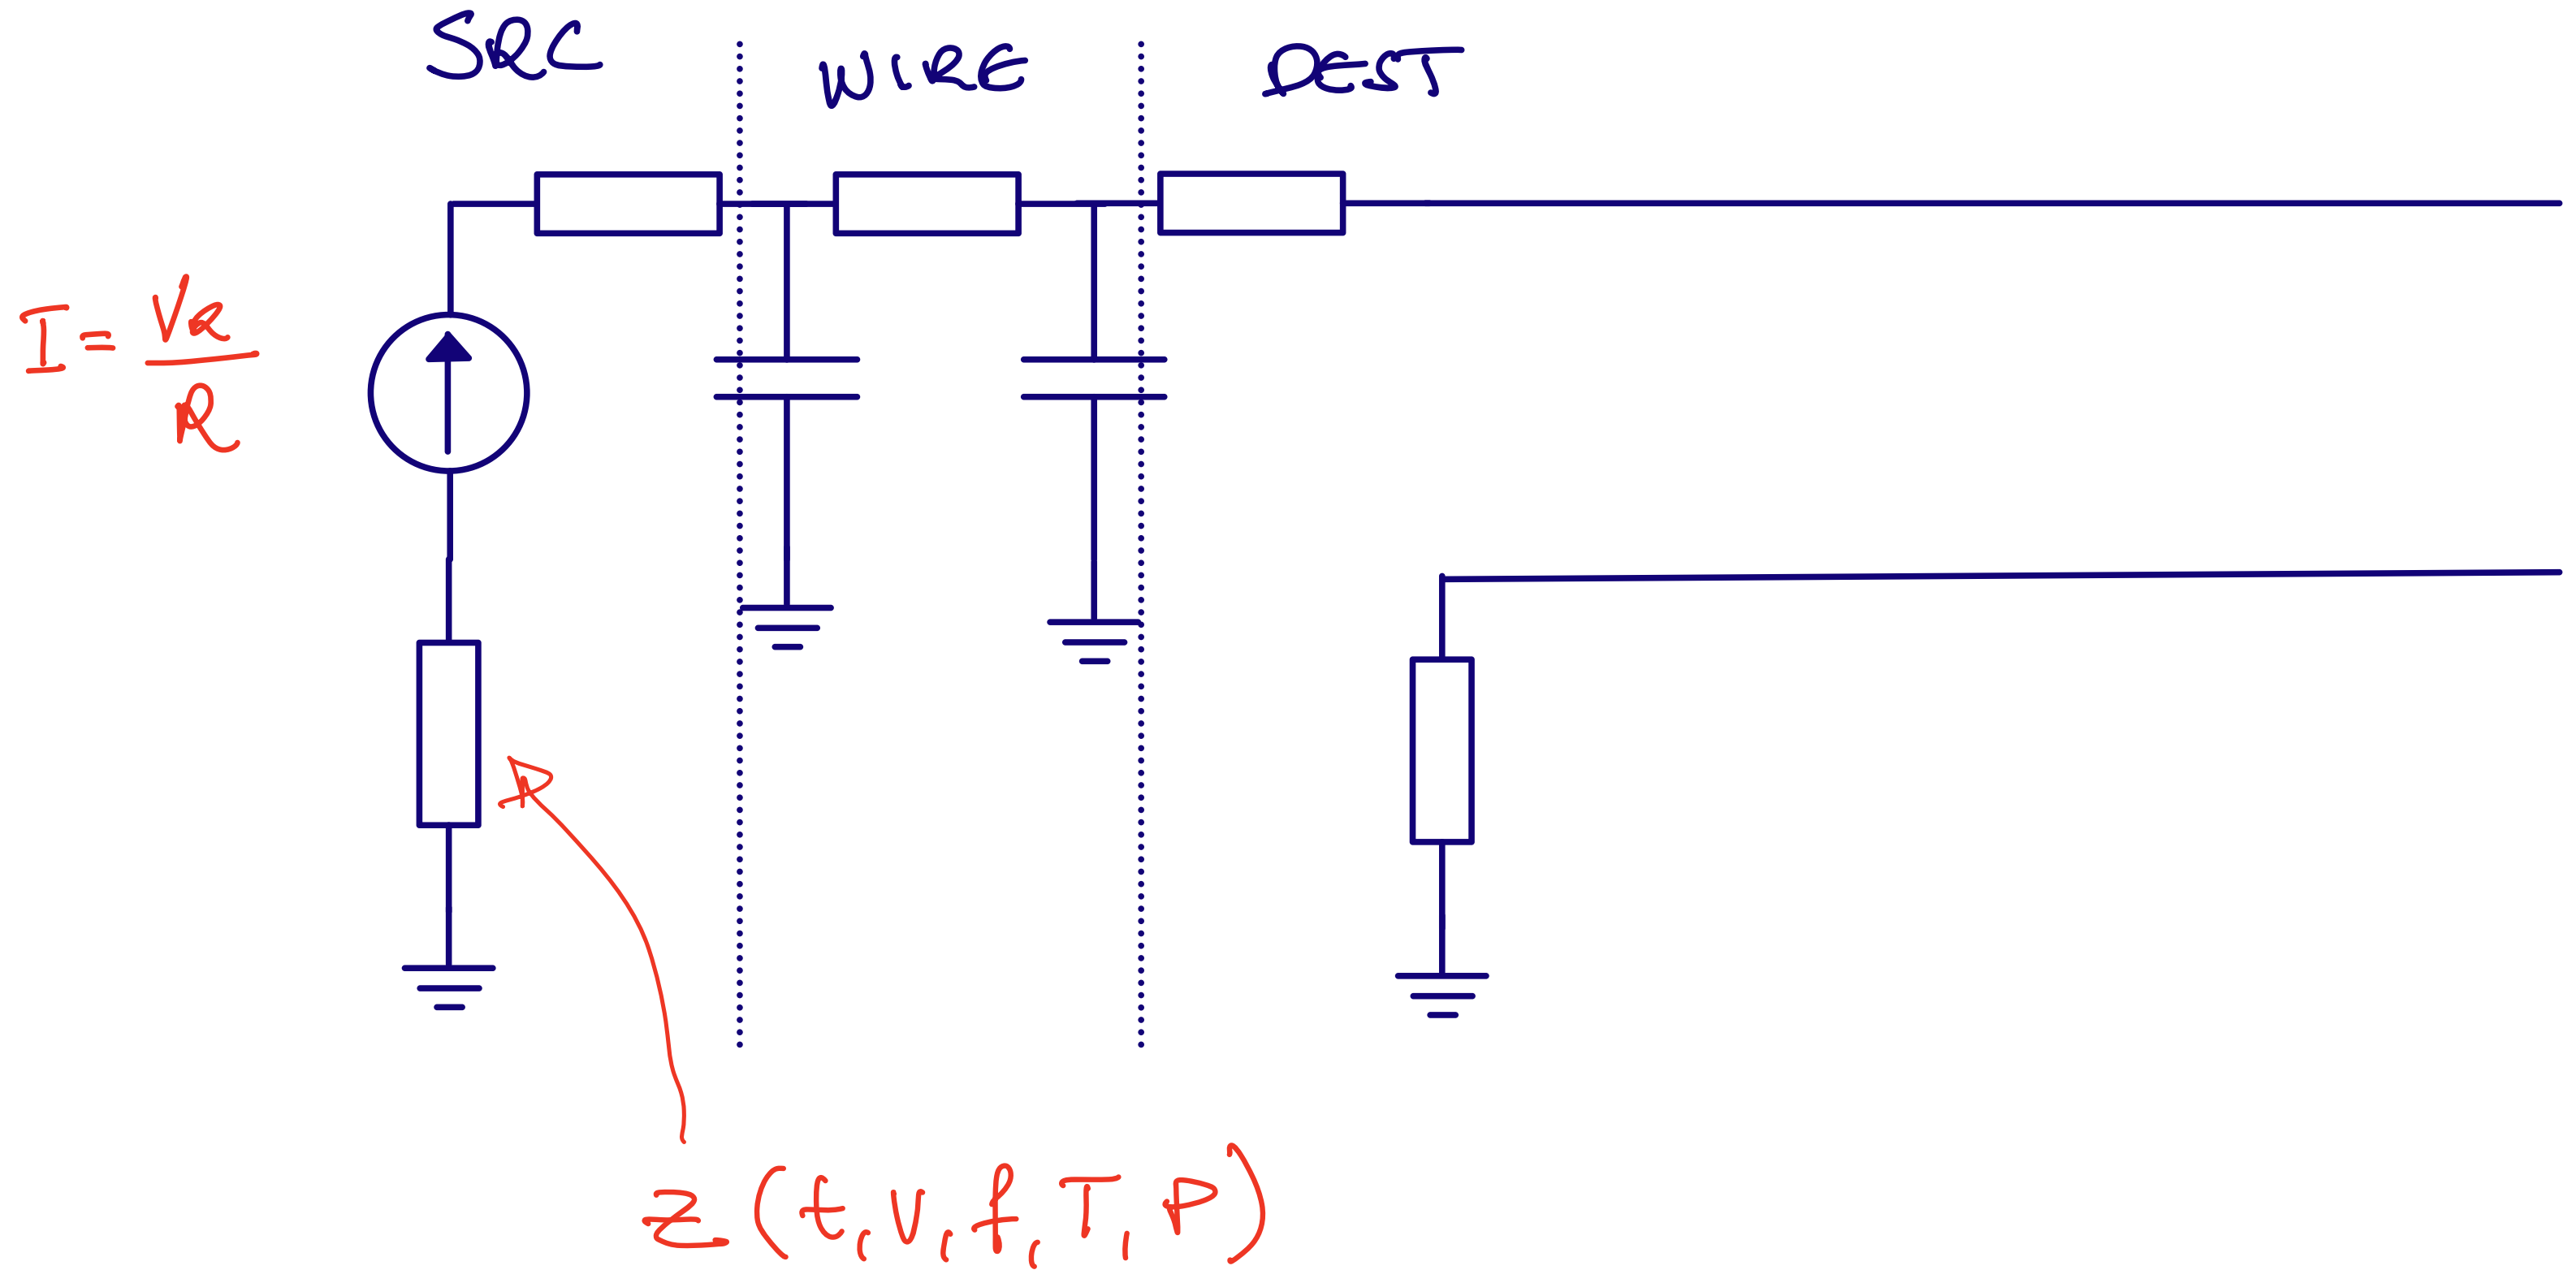 SRC
WIRE
DEST
I = VR
R
Z (t, V, f, T, P)